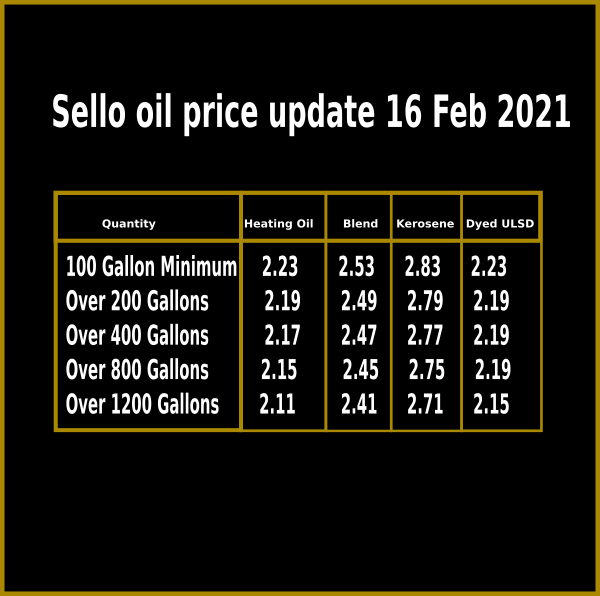 Sello oil price update 16 Feb 2021
Quantity Heating Oil Blend Kerosene Dyed ULSD
100 Gallon Minimum 2.23 2.53 2.83 2.23
Over 200 Gallons 2.19 2.49 2.79 2.19
Over 400 Gallons 2.17 2.47 2.77 2.19
Over 800 Gallons 2.15 2.45 2.75 2.19
Over 1200 Gallons 2.11 2.41 2.71 2.15